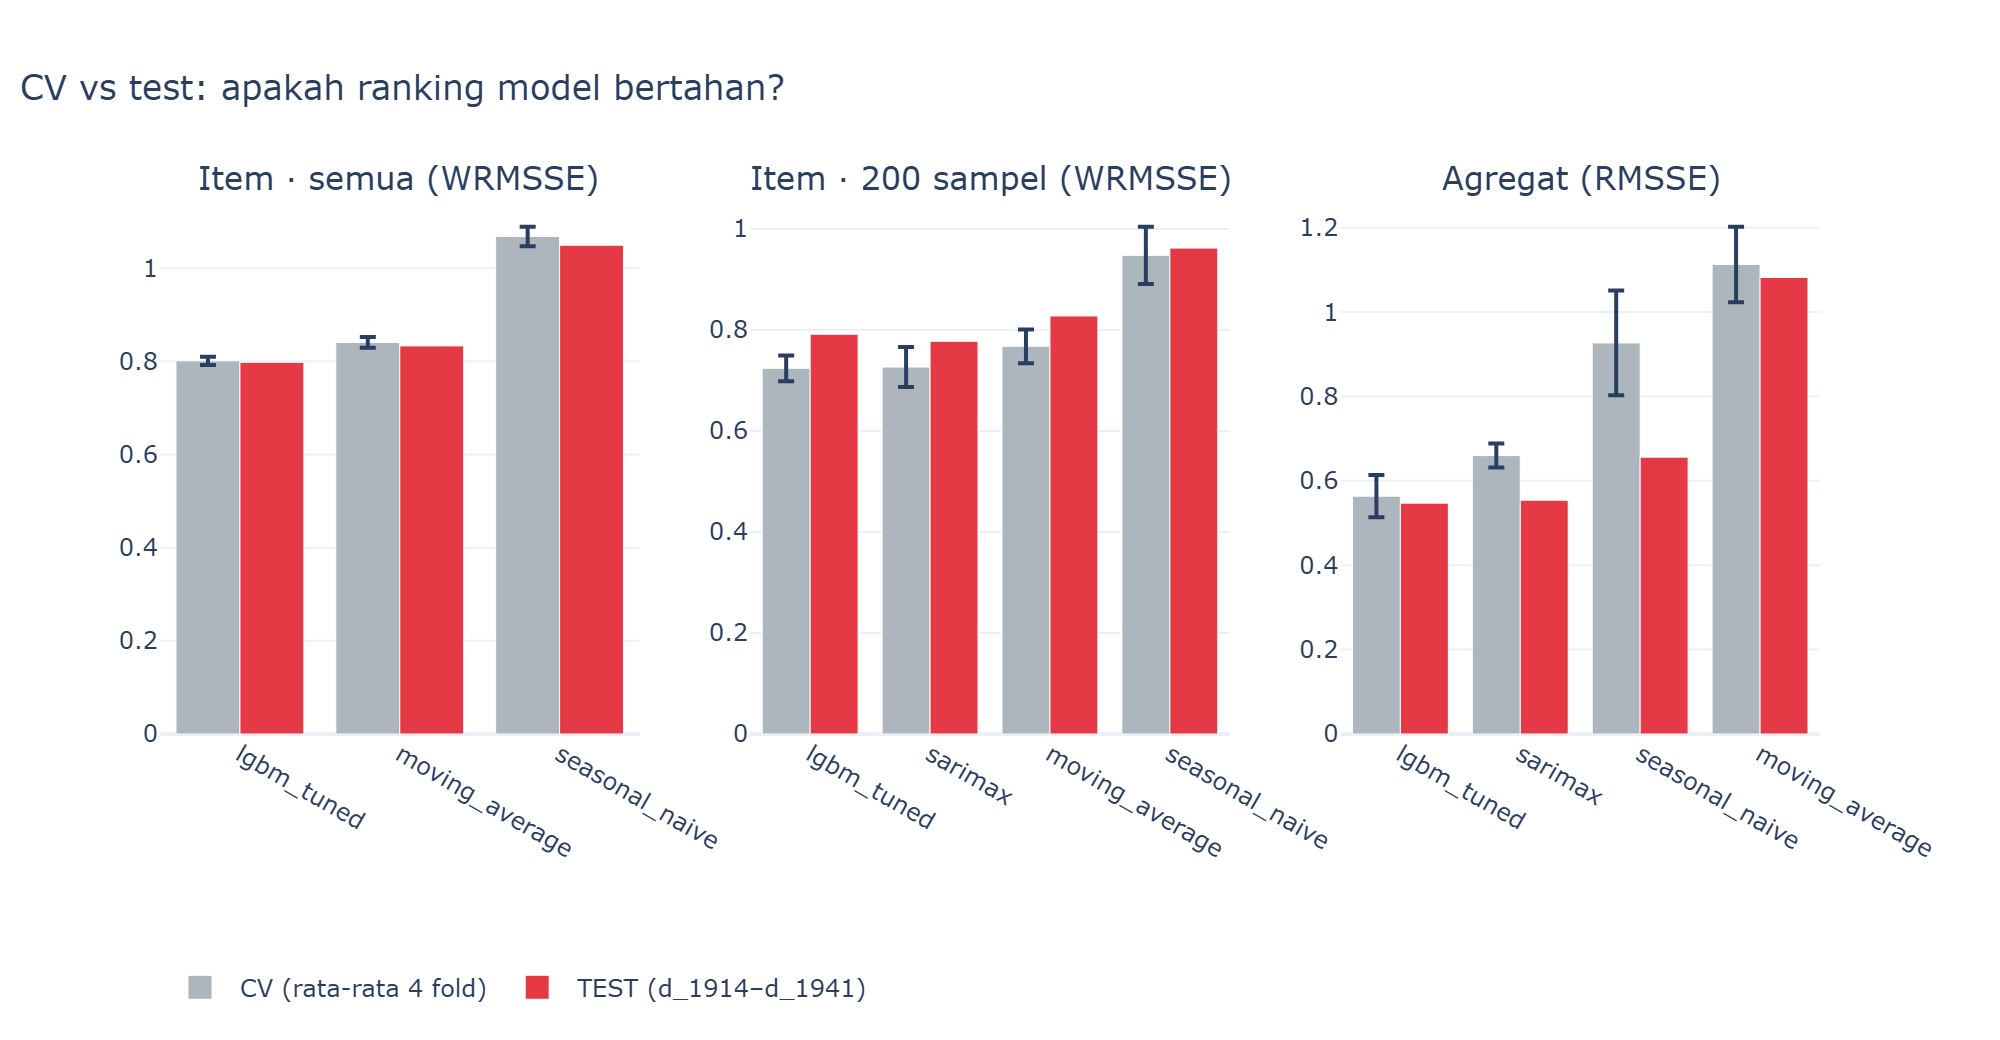 CV vs test: apakah ranking model bertahan?
Item · semua (WRMSSE)
1
0.8
0.6
0.4
0.2
0
lgbm_tuned
moving_average
seasonal_naive
Item · 200 sampel (WRMSSE)
1
0.8
0.6
0.4
0.2
0
lgbm_tuned
sarimax
moving_average
seasonal_naive
Agregat (RMSSE)
1.2
1
0.8
0.6
0.4
0.2
0
lgbm_tuned
sarimax
seasonal_naive
moving_average
CV (rata-rata 4 fold)
TEST (d_1914–d_1941)